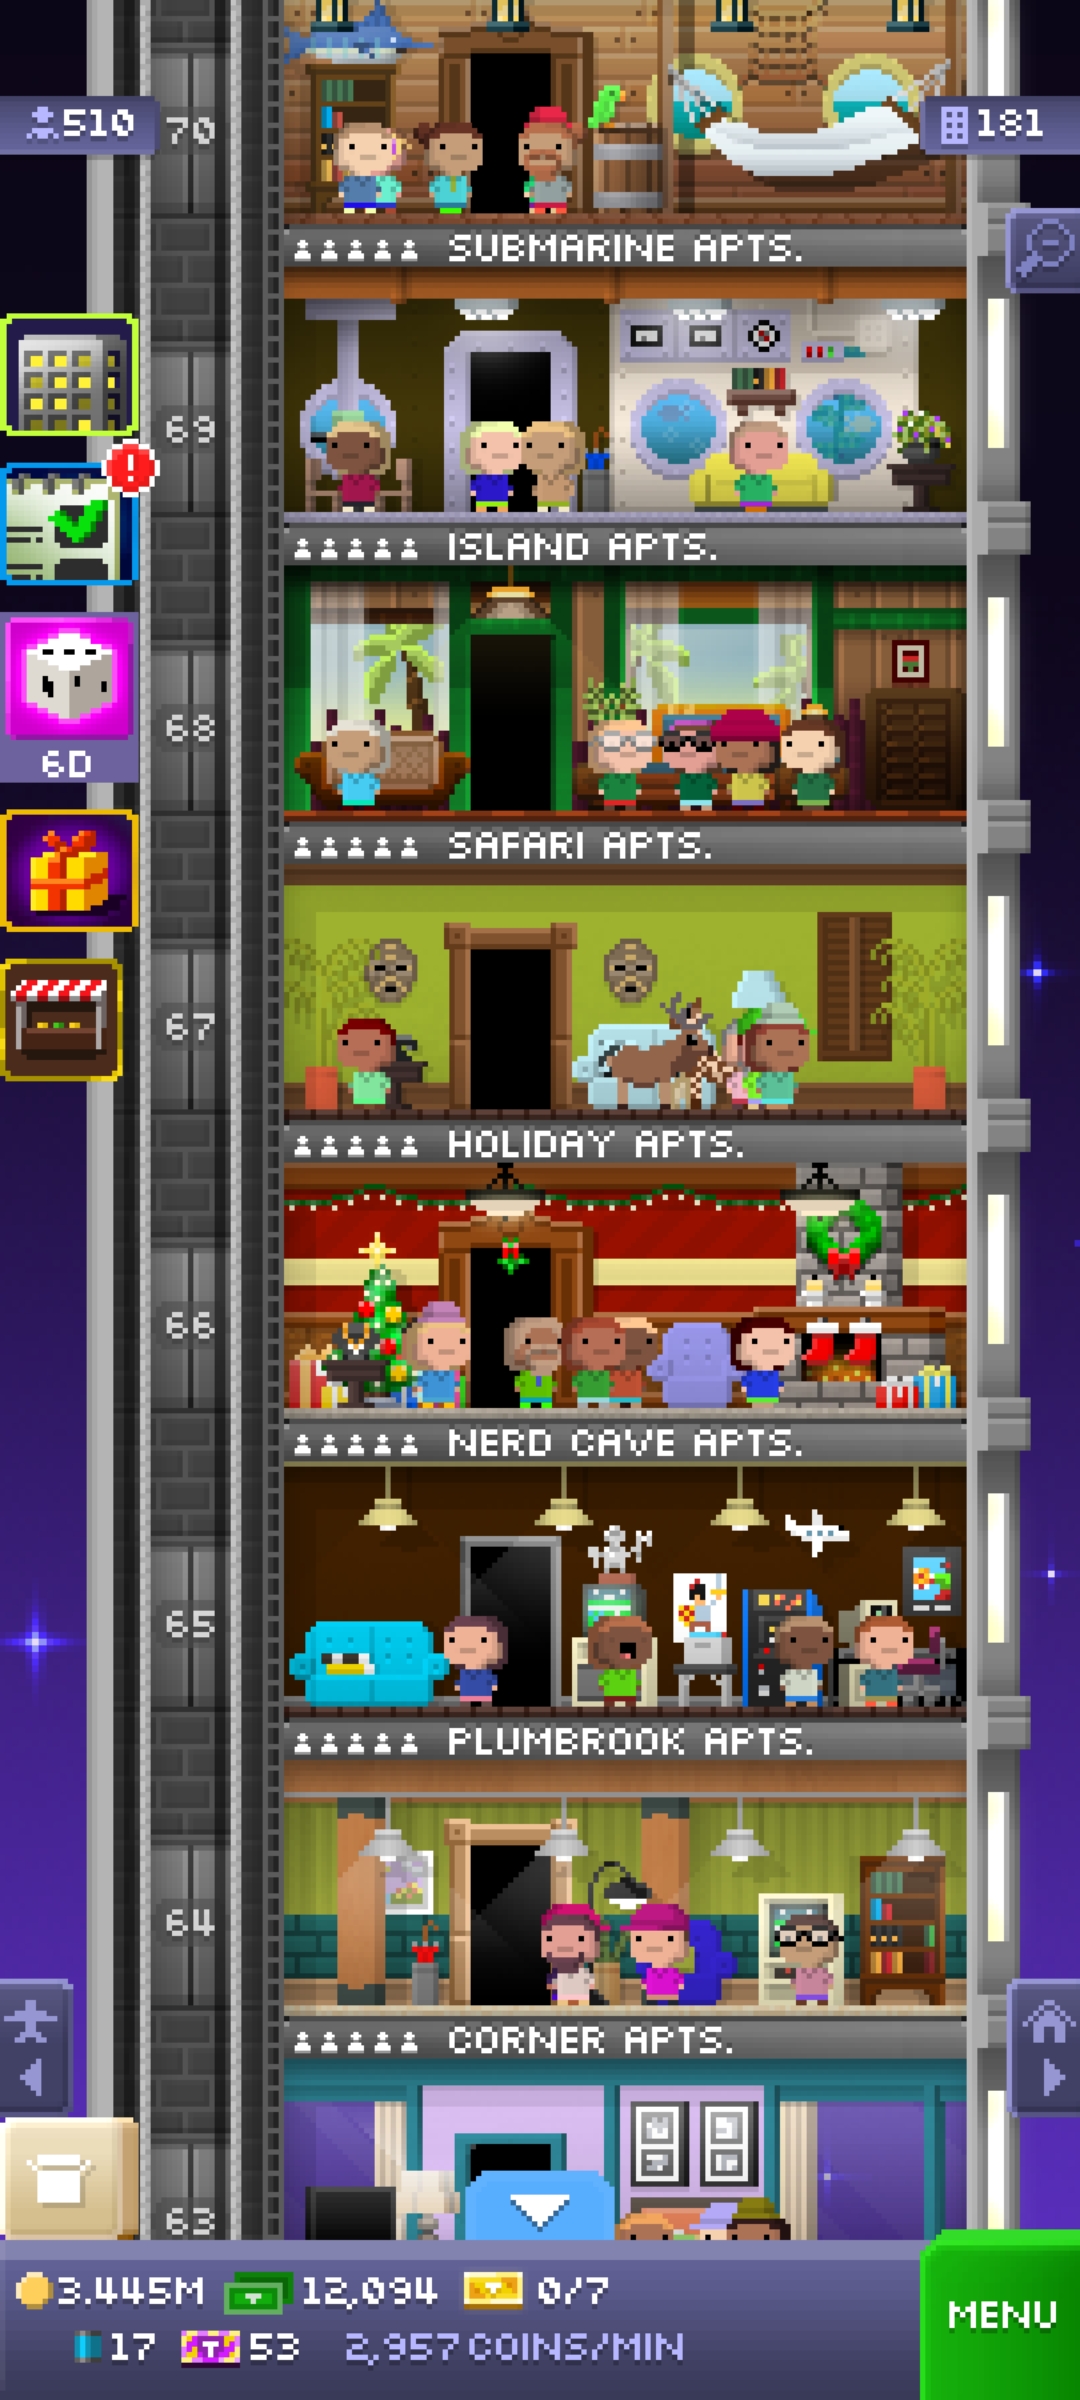 510
70
181
SUBMARINE APTS.
69
ISLAND APTS.
6D
68
SAFARI APTS.
67
HOLIDAY APTS.
66
NERD CAVE APTS.
65
PLUMBROOK APTS.
64
CORNER APTS.
63
3.445M 12,094 0/7
17 T 53 2,957 COINS/MIN
MENU